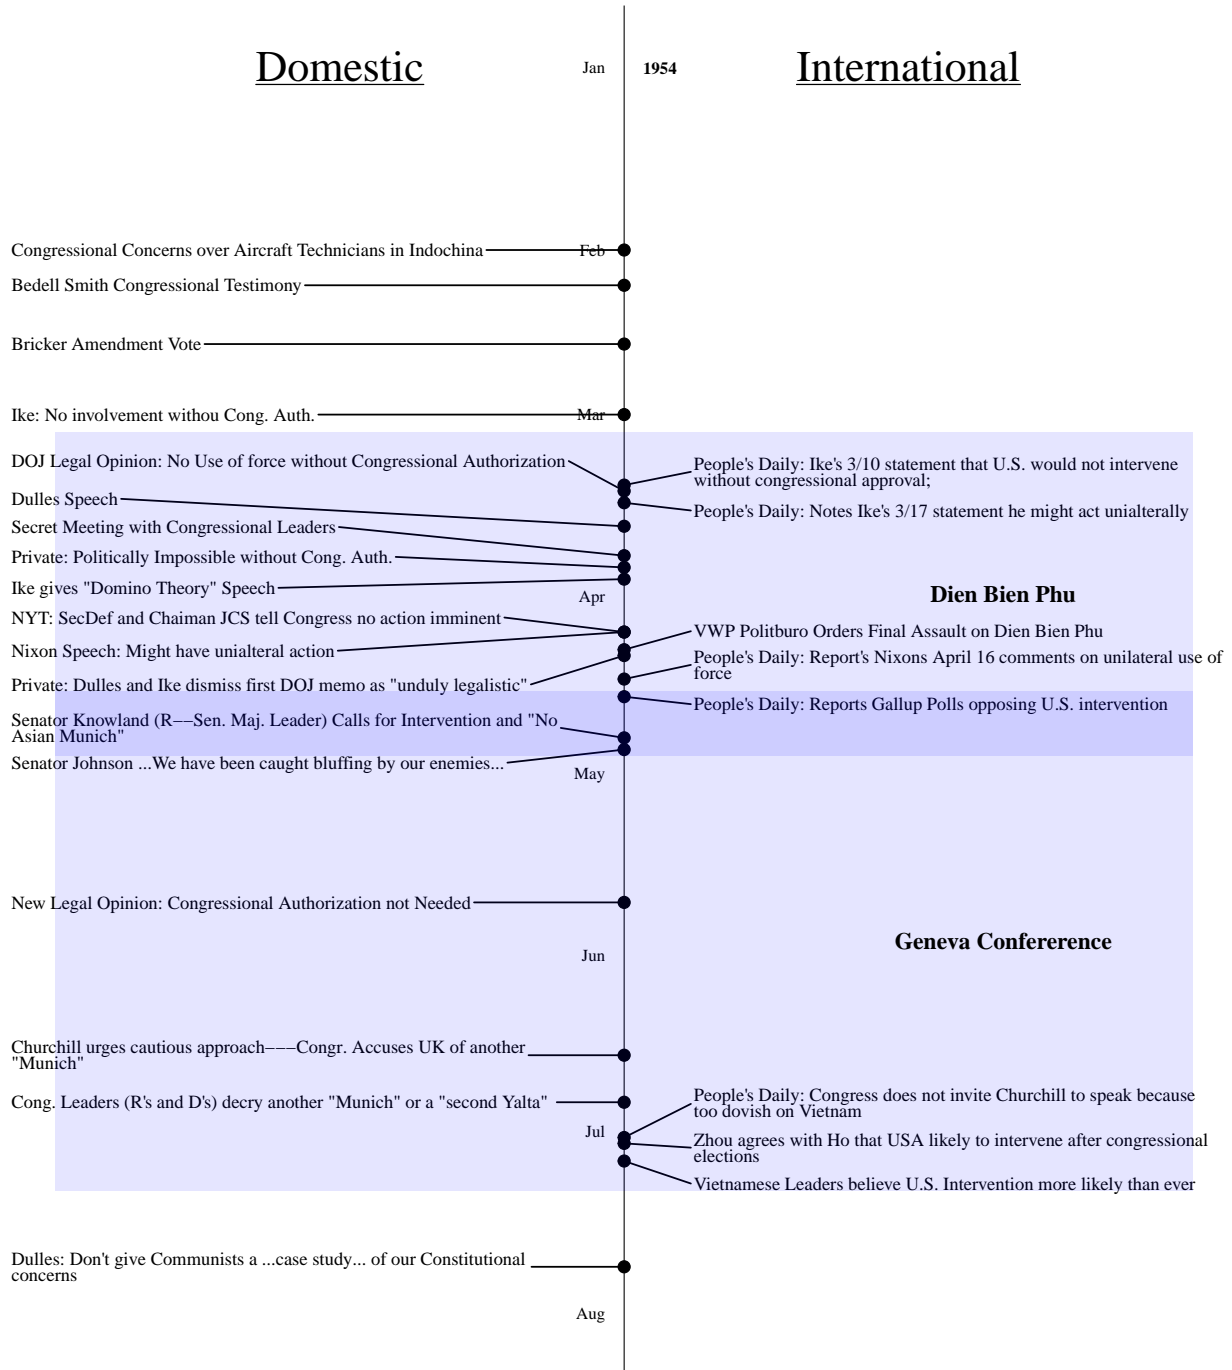 Domestic
Jan
1954
International
Congressional Concerns over Aircraft Technicians in Indochina
Feb
Bedell Smith Congressional Testimony
Bricker Amendment Vote
Ike: No involvement withou Cong. Auth.
Mar
DOJ Legal Opinion: No Use of force without Congressional Authorization
People's Daily: Ike's 3/10 statement that U.S. would not intervene
without congressional approval;
Dulles Speech
People's Daily: Notes Ike's 3/17 statement he might act unialterally
Secret Meeting with Congressional Leaders
Private: Politically Impossible without Cong. Auth.
Ike gives "Domino Theory" Speech
Apr
Dien Bien Phu
NYT: SecDef and Chaiman JCS tell Congress no action imminent
VWP Politburo Orders Final Assault on Dien Bien Phu
Nixon Speech: Might have unialteral action
People's Daily: Report's Nixons April 16 comments on unilateral use of
force
Private: Dulles and Ike dismiss first DOJ memo as "unduly legalistic"
People's Daily: Reports Gallup Polls opposing U.S. intervention
Senator Knowland (R−−Sen. Maj. Leader) Calls for Intervention and "No
Asian Munich"
Senator Johnson ...We have been caught bluffing by our enemies...
May
New Legal Opinion: Congressional Authorization not Needed
Geneva Confererence
Jun
Churchill urges cautious approach−−−Congr. Accuses UK of another
"Munich"
Cong. Leaders (R's and D's) decry another "Munich" or a "second Yalta"
People's Daily: Congress does not invite Churchill to speak because
too dovish on Vietnam
Jul
Zhou agrees with Ho that USA likely to intervene after congressional
elections
Vietnamese Leaders believe U.S. Intervention more likely than ever
Dulles: Don't give Communists a ...case study... of our Constitutional
concerns
Aug